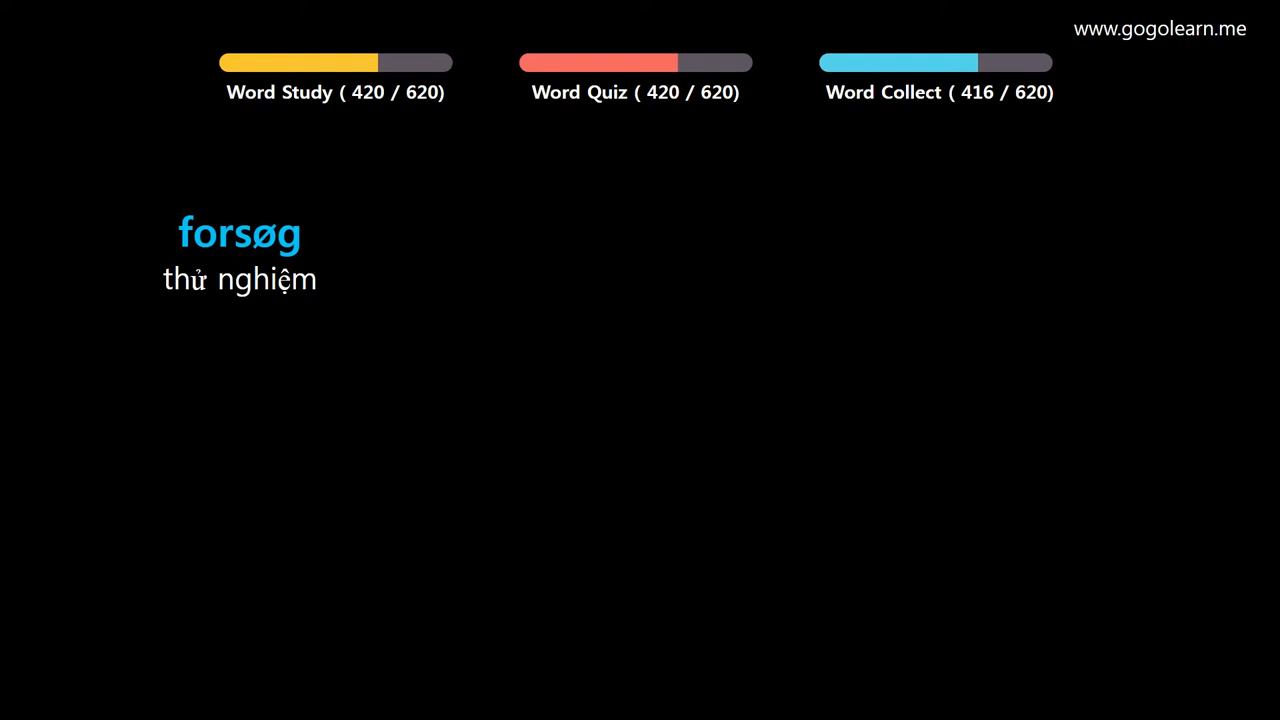 www.gogolearn.me
Word Study ( 420 / 620)
Word Quiz ( 420 / 620)
Word Collect ( 416 / 620)
forsøg
thử nghiệm